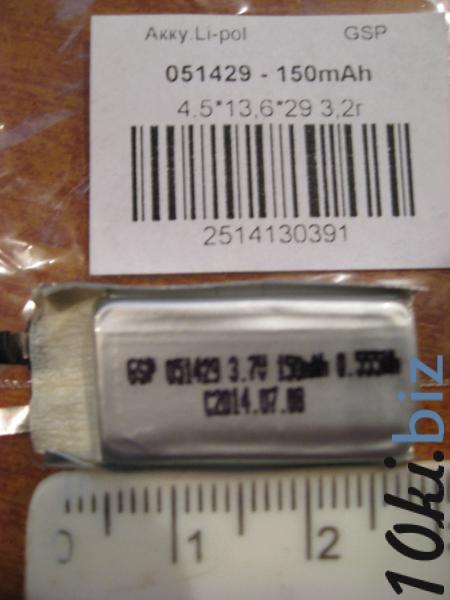 Акку.Li-pol GSP
051429 - 150mAh
4.5*13,6*29 3,2г
2514130391
GSP 051429 3.7V 150mAh 0.555Wh
C2014.07.08
0 1 2
10ki.biz